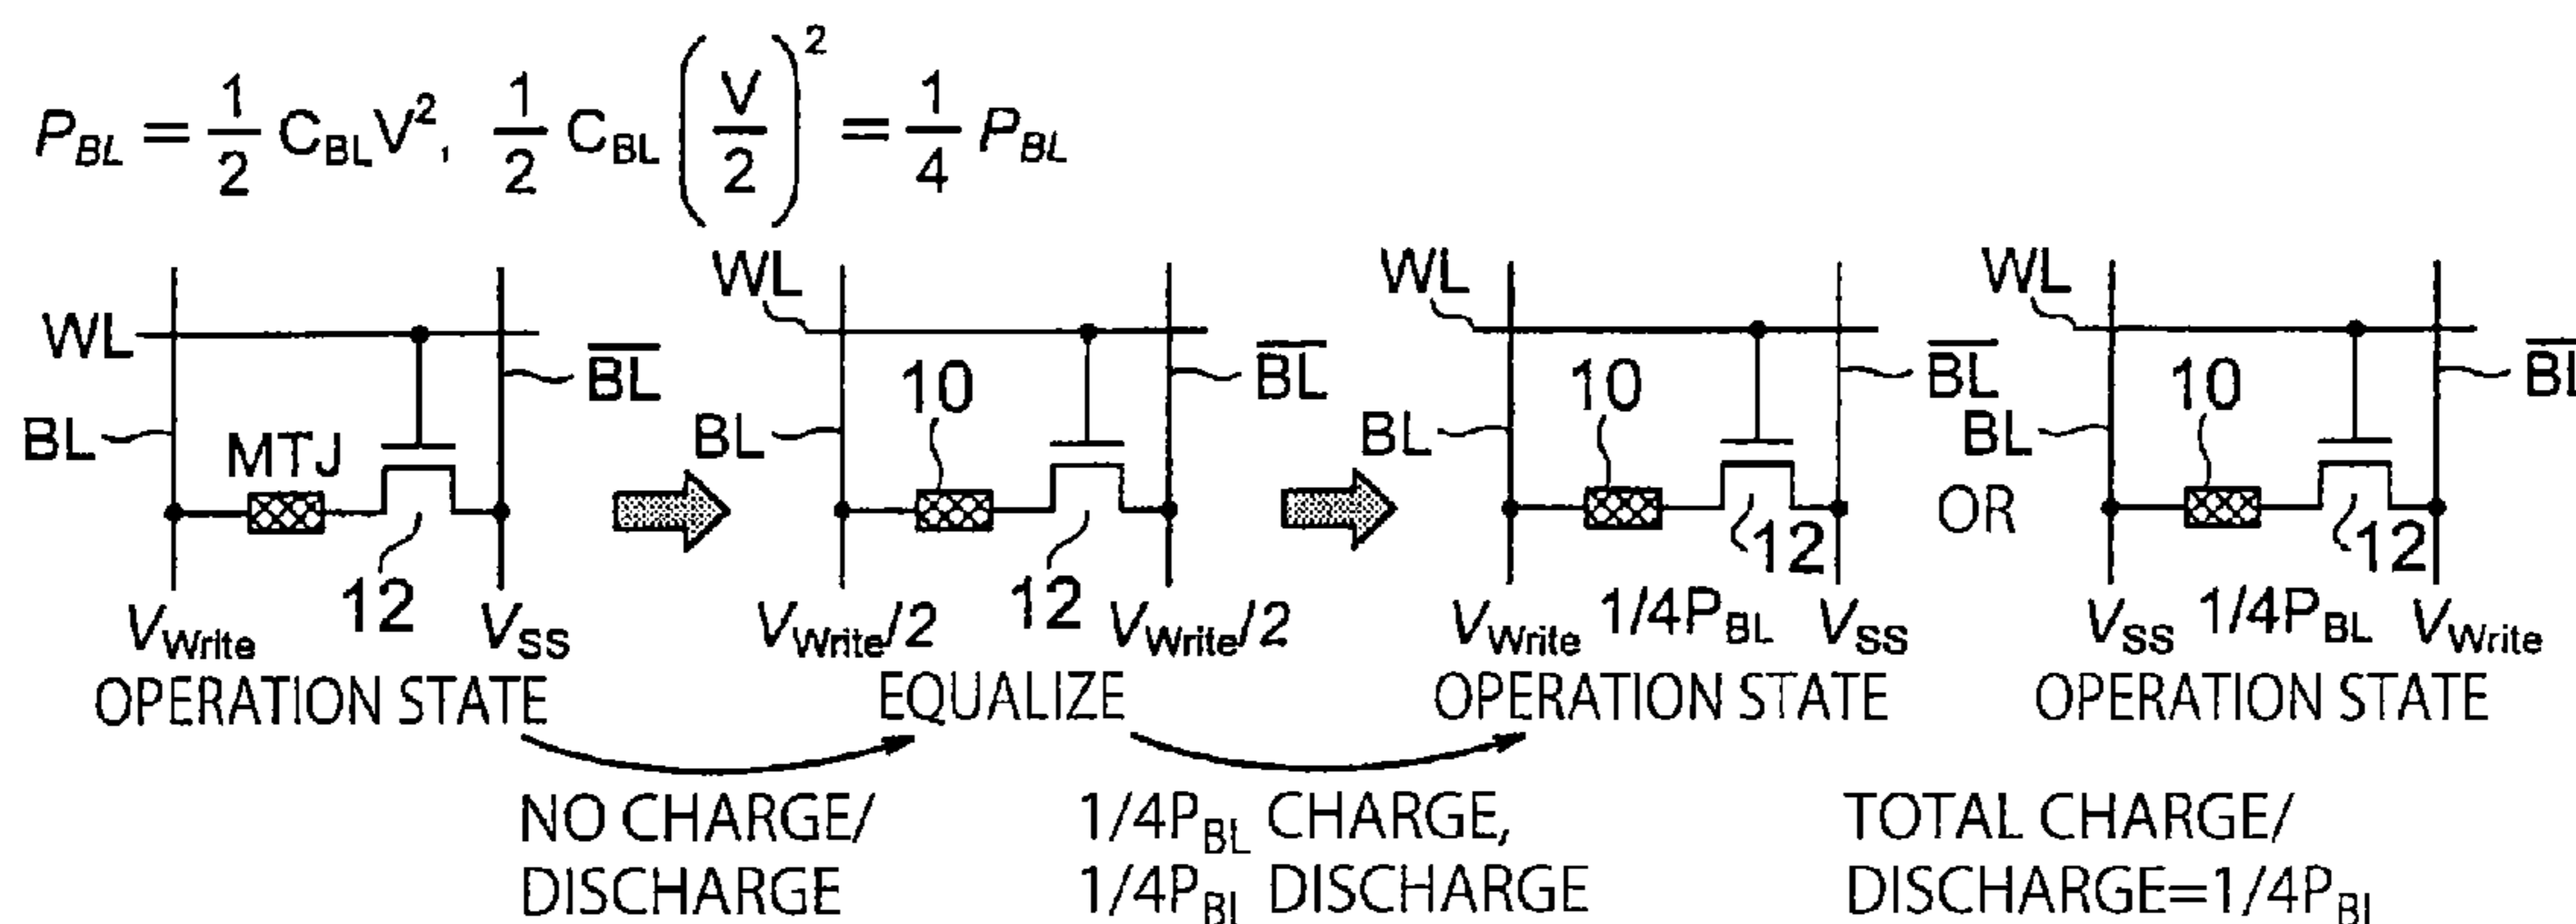 P_BL = 1/2 C_BL V², 1/2 C_BL (V/2)² = 1/4 P_BL
WL
BL
MTJ
12
B̅L̅
V_Write
V_SS
OPERATION STATE
WL
BL
10
12
B̅L̅
V_Write/2
V_Write/2
EQUALIZE
WL
BL
10
12
B̅L̅
V_Write
1/4P_BL
V_SS
OPERATION STATE
OR
WL
BL
10
12
B̅L̅
V_SS
1/4P_BL
V_Write
OPERATION STATE
NO CHARGE/
DISCHARGE
1/4P_BL CHARGE,
1/4P_BL DISCHARGE
TOTAL CHARGE/
DISCHARGE=1/4P_BL